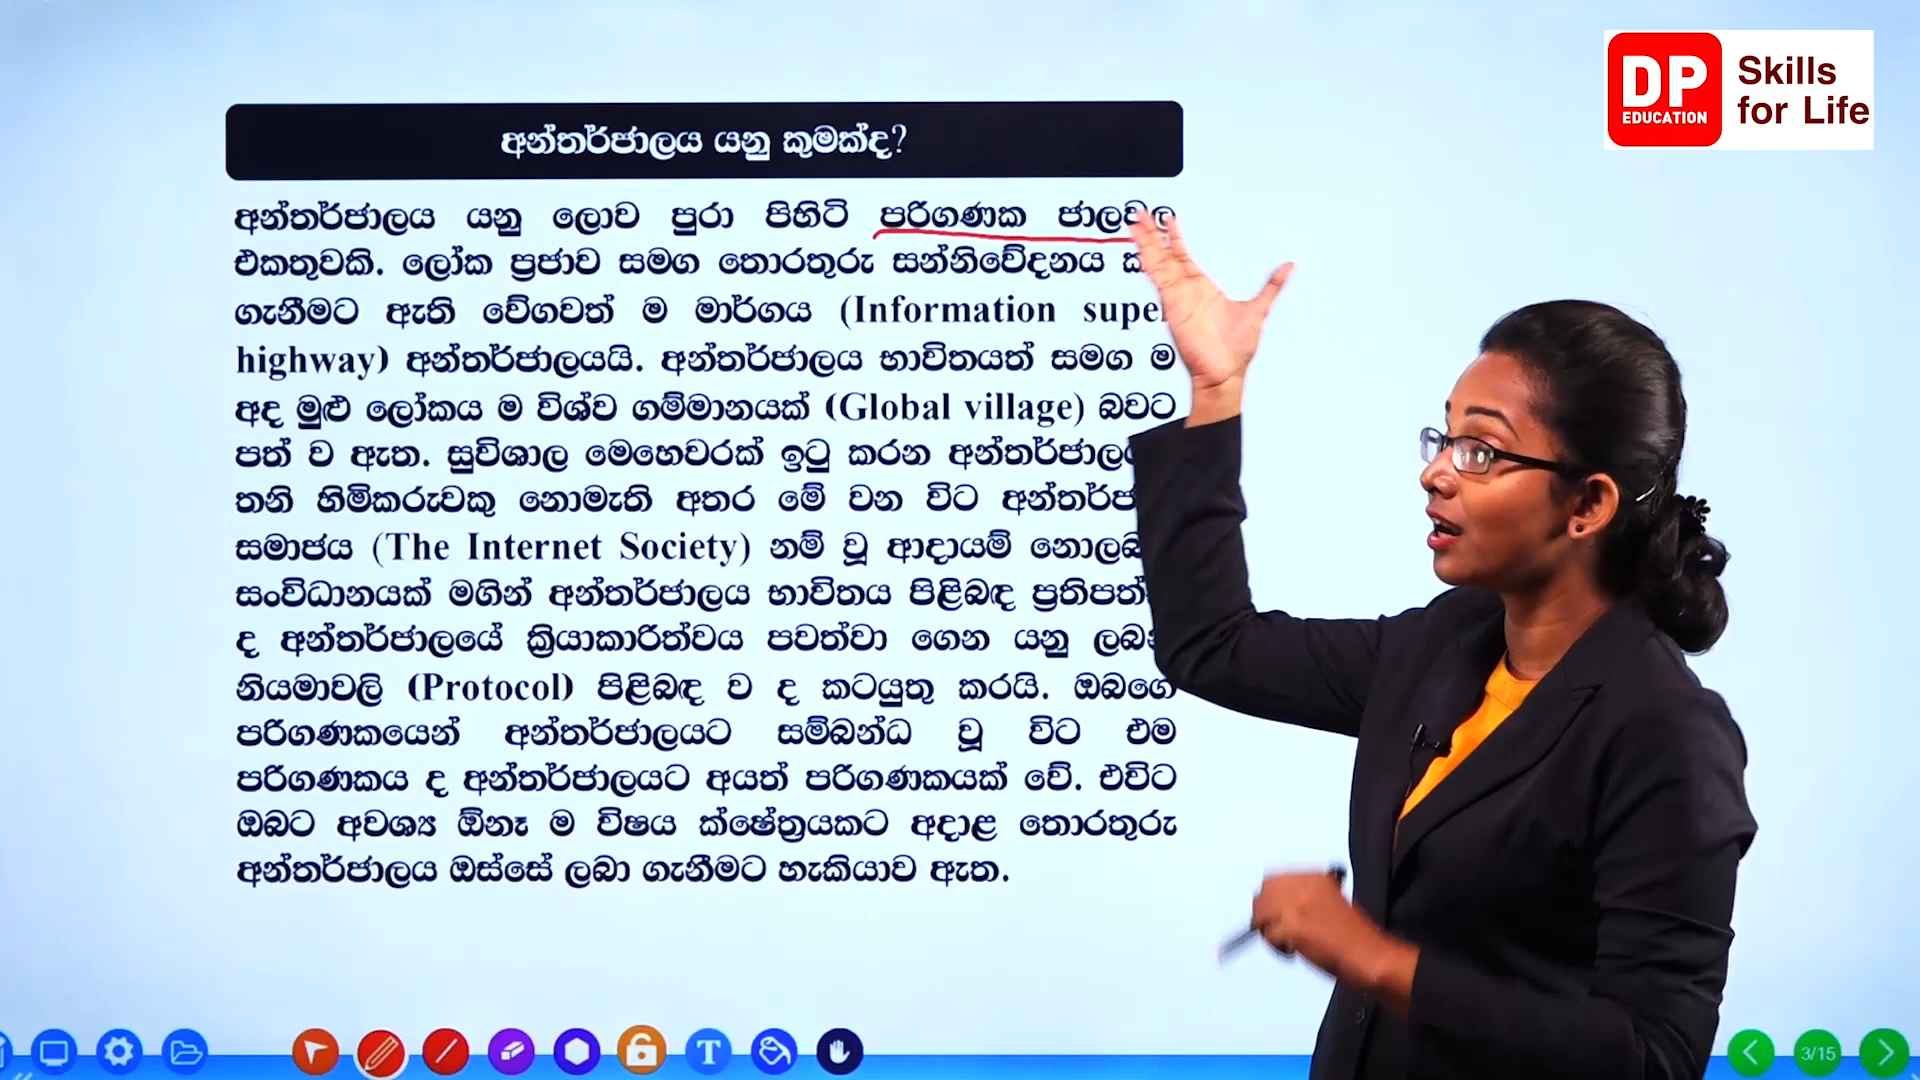 DP
EDUCATION
Skills
for Life
අන්තර්ජාලය යනු කුමක්ද?
අන්තර්ජාලය යනු ලොව පුරා පිහිටි පරිගණක ජාලවල
එකතුවකි. ලෝක ප්‍රජාව සමග තොරතුරු සන්නිවේදනය
ගැනීමට ඇති වේගවත් ම මාර්ගය (Information super
highway) අන්තර්ජාලයයි. අන්තර්ජාලය භාවිතයත් සමග ම
අද මුළු ලෝකය ම විශ්ව ගම්මානයක් (Global village) බවට
පත් ව ඇත. සුවිශාල මෙහෙවරක් ඉටු කරන
තනි හිමිකරුවකු නොමැති අතර මේ වන විට
සමාජය (The Internet Society) නම් වූ ආදායම්
සංවිධානයක් මගින් අන්තර්ජාලය භාවිතය පිළිබඳ
ද අන්තර්ජාලයේ ක්‍රියාකාරිත්වය පවත්වා ගෙන යනු
නියමාවලි (Protocol) පිළිබඳ ව ද කටයුතු කරයි. ඔබගේ
පරිගණකයෙන් අන්තර්ජාලයට සම්බන්ධ වූ විට එම
පරිගණකය ද අන්තර්ජාලයට අයත් පරිගණකයක් වේ. එවිට
ඔබට අවශ්‍ය ඕනෑ ම විෂය ක්ෂේත්‍රයකට අදාළ තොරතුරු
අන්තර්ජාලය ඔස්සේ ලබා ගැනීමට හැකියාව ඇත.
T
3/15